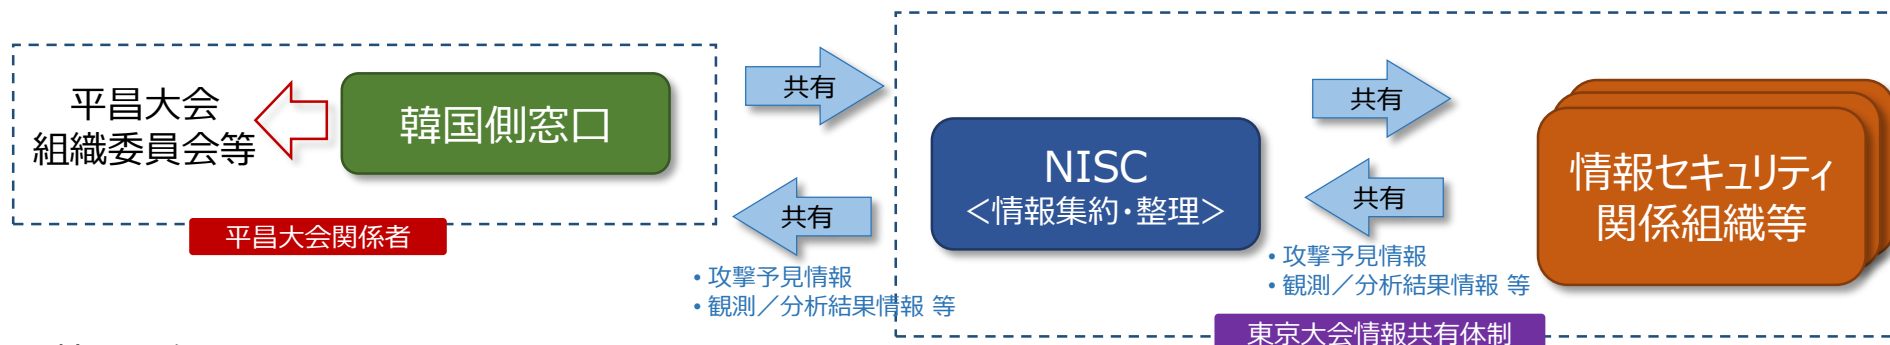 平昌大会
組織委員会等
韓国側窓口
平昌大会関係者
共有
共有
• 攻撃予見情報
• 観測／分析結果情報 等
NISC
＜情報集約・整理＞
共有
共有
• 攻撃予見情報
• 観測／分析結果情報 等
情報セキュリティ
関係組織等
東京大会情報共有体制